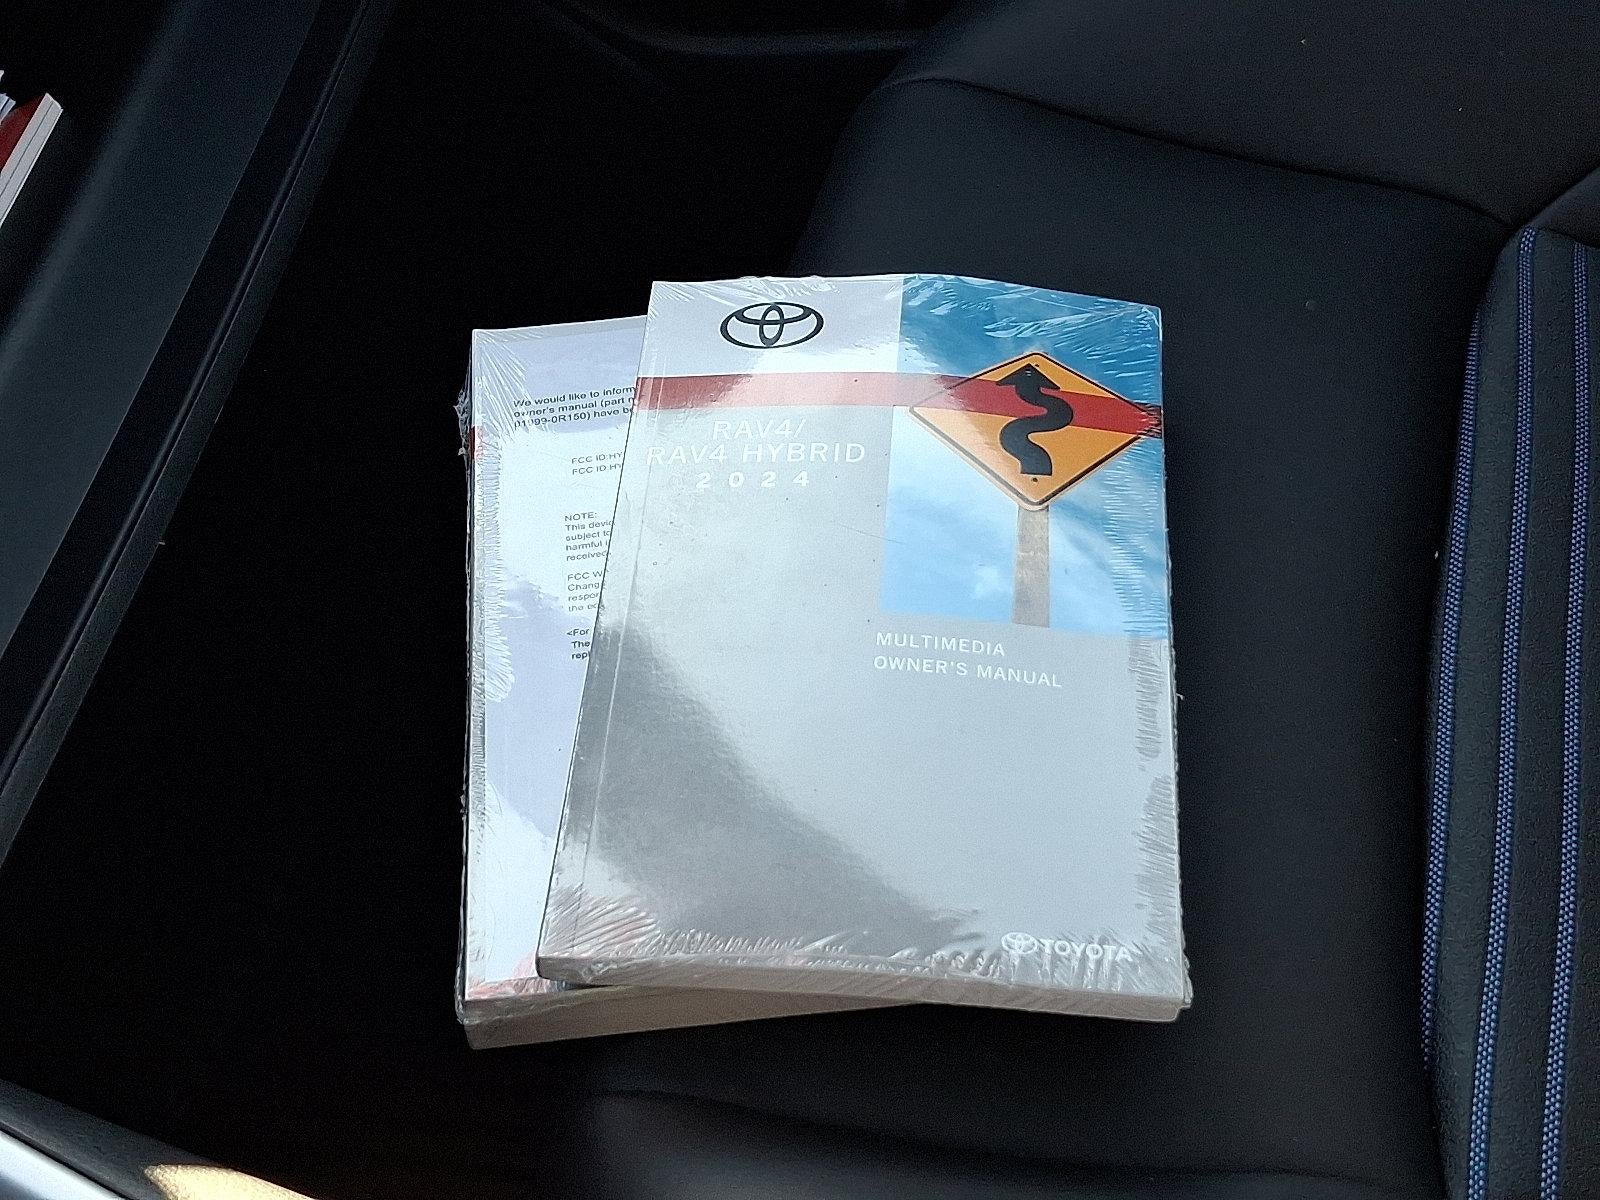 We would like to inform
owner's manual (part
01999-0R150) have be
FCC ID:HY
FCC ID:HY
NOTE:
This devic
subject to
harmful i
received
FCC W
Chang
respon
the eq
<For
The
rep
RAV4/
RAV4 HYBRID
2024
MULTIMEDIA
OWNER'S MANUAL
TOYOTA